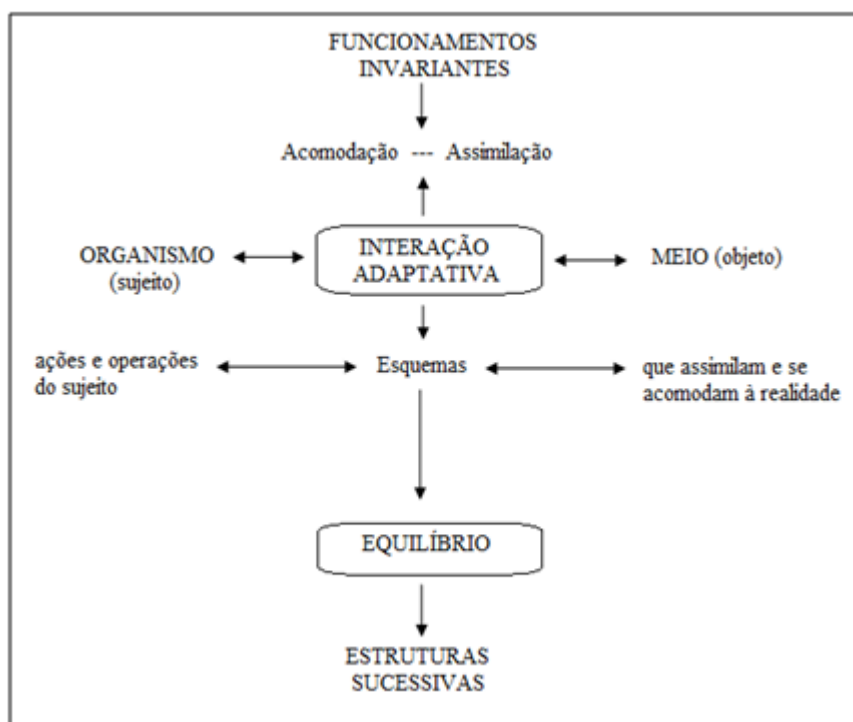 FUNCIONAMENTOS
INVARIANTES
Acomodação --- Assimilação
ORGANISMO
(sujeito)
INTERAÇÃO
ADAPTATIVA
MEIO (objeto)
ações e operações
do sujeito
Esquemas
que assimilam e se
acomodam à realidade
EQUILÍBRIO
ESTRUTURAS
SUCESSIVAS